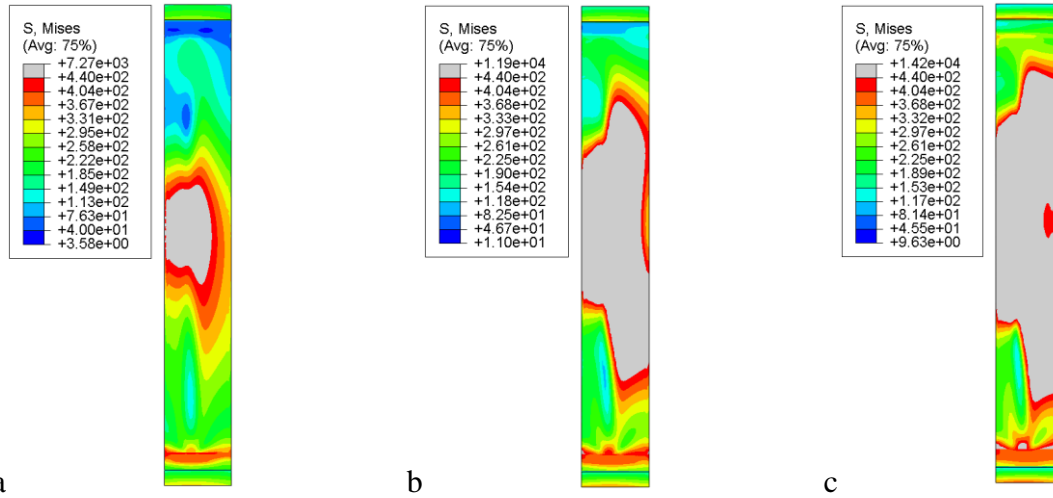 S, Mises
(Avg: 75%)
+7.27e+03
+4.40e+02
+4.04e+02
+3.67e+02
+3.31e+02
+2.95e+02
+2.58e+02
+2.22e+02
+1.85e+02
+1.49e+02
+1.13e+02
+7.63e+01
+4.00e+01
+3.58e+00
a
S, Mises
(Avg: 75%)
+1.19e+04
+4.40e+02
+4.04e+02
+3.68e+02
+3.33e+02
+2.97e+02
+2.61e+02
+2.25e+02
+1.90e+02
+1.54e+02
+1.18e+02
+8.25e+01
+4.67e+01
+1.10e+01
b
S, Mises
(Avg: 75%)
+1.42e+04
+4.40e+02
+4.04e+02
+3.68e+02
+3.32e+02
+2.97e+02
+2.61e+02
+2.25e+02
+1.89e+02
+1.53e+02
+1.17e+02
+8.14e+01
+4.55e+01
+9.63e+00
c